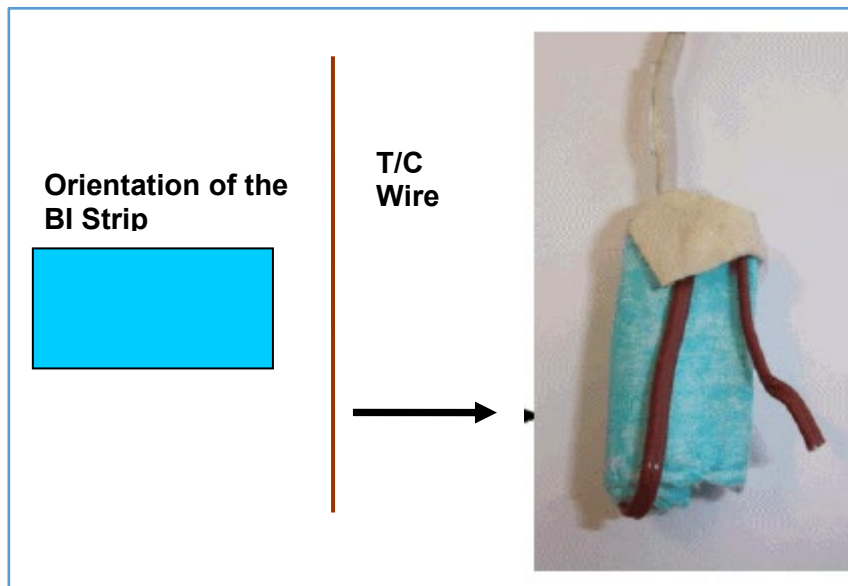 Orientation of the
BI Strip
T/C
Wire